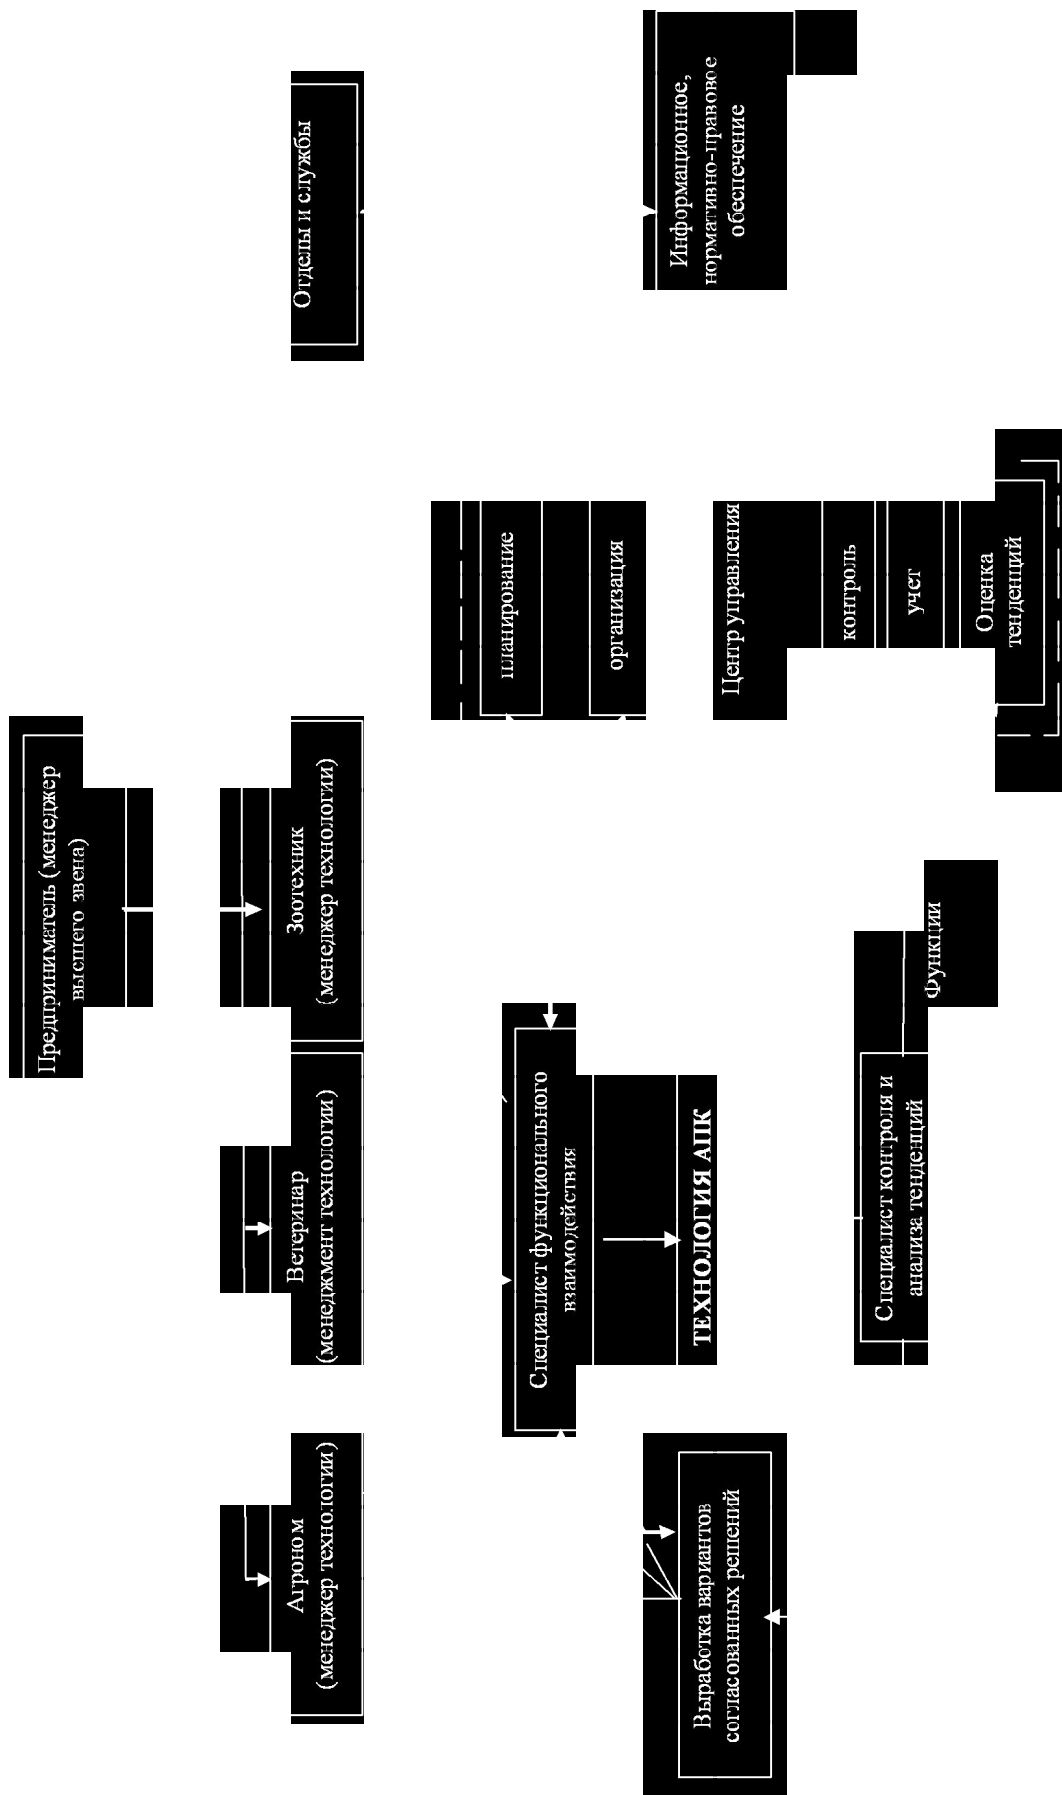 Предприниматель (менеджер
высшего звена)
Агроном
(менеджер технологии)
Ветеринар
(менеджмент технологии)
Зоотехник
(менеджер технологии)
Отделы и службы
Специалист функционального
взаимодействия
планирование
организация
Выработка вариантов
согласованных решений
ТЕХНОЛОГИЯ АПК
Центр управления
Информационное,
нормативно-правовое
обеспечение
контроль
учет
Специалист контроля и
анализа тенденций
Функции
Оценка
тенденций